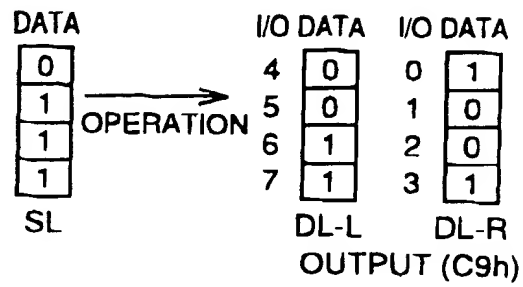 DATA I/O DATA I/O DATA
0 4 0 0 1
1 5 0 1 0
OPERATION
1 6 1 2 0
1 7 1 3 1
SL DL-L DL-R
OUTPUT (C9h)